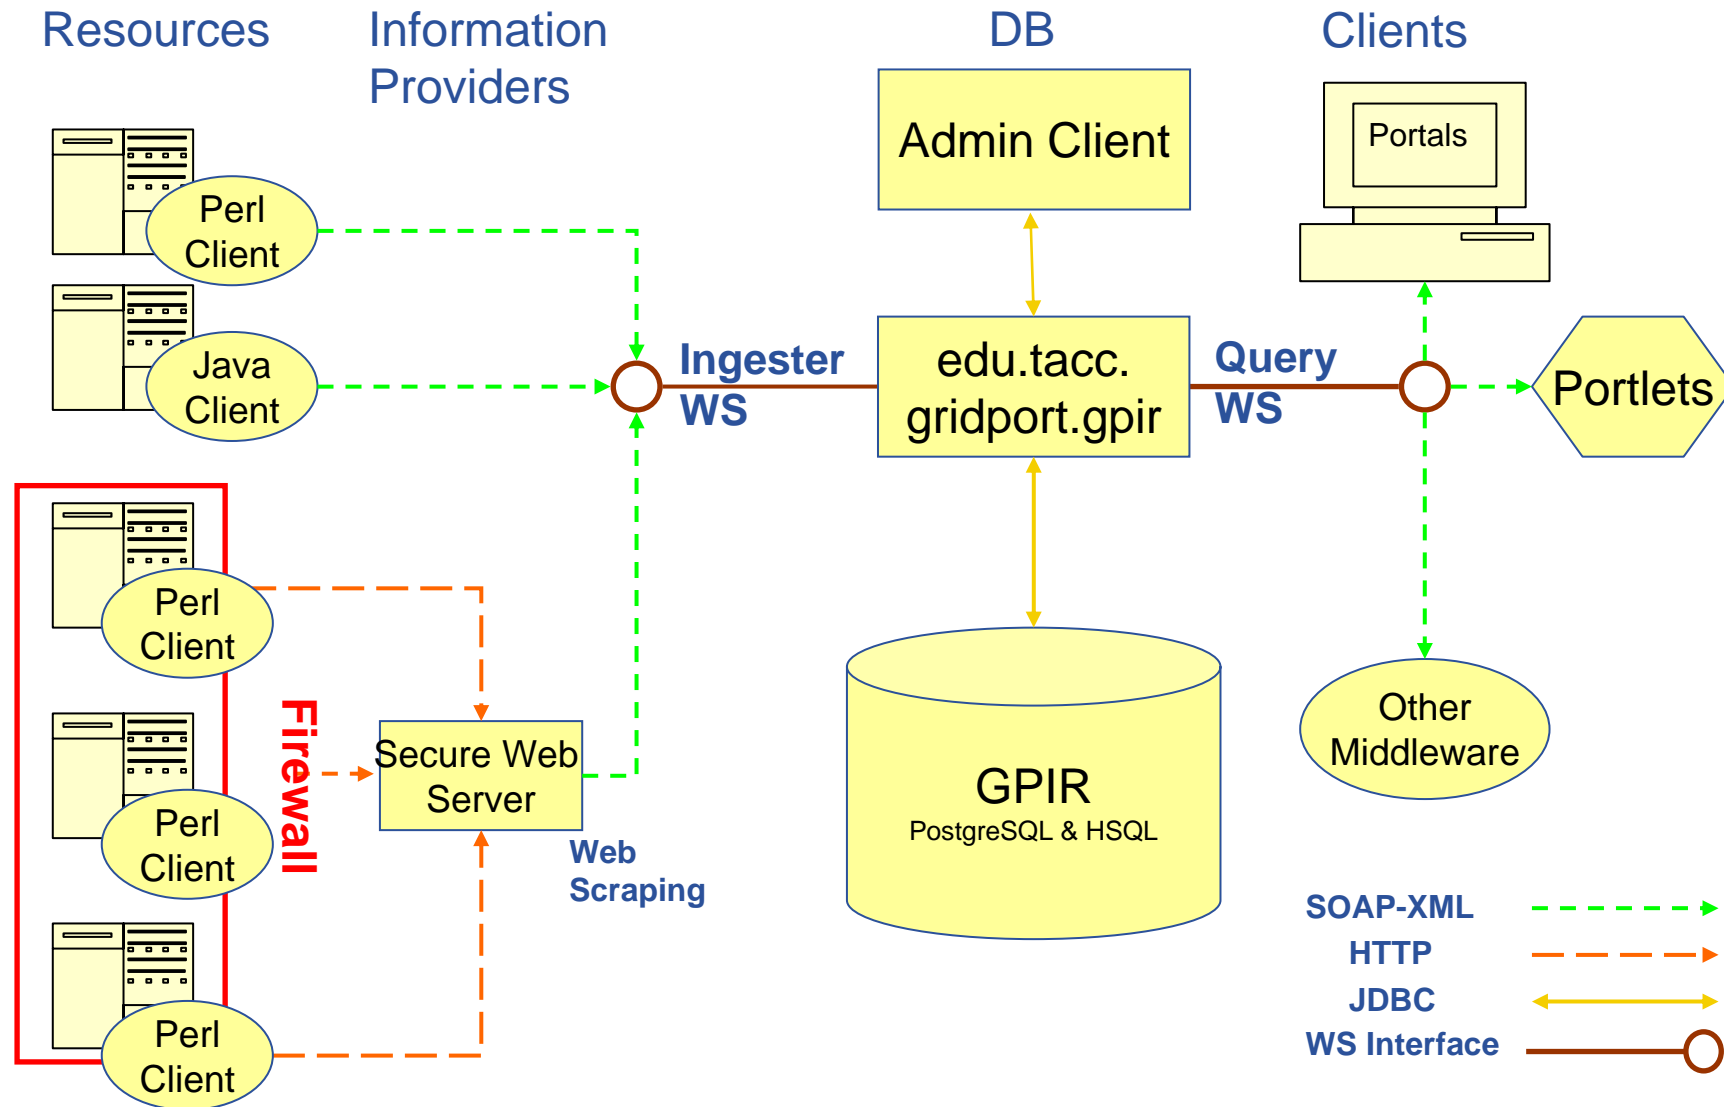 Resources
Information
Providers
DB
Clients
Admin Client
Portals
Perl
Client
Java
Client
Ingester
WS
edu.tacc.
gridport.gpir
Query
WS
Portlets
Perl
Client
Firewall
Secure Web
Server
Web
Scraping
Perl
Client
Perl
Client
GPIR
PostgreSQL & HSQL
Other
Middleware
SOAP-XML
HTTP
JDBC
WS Interface